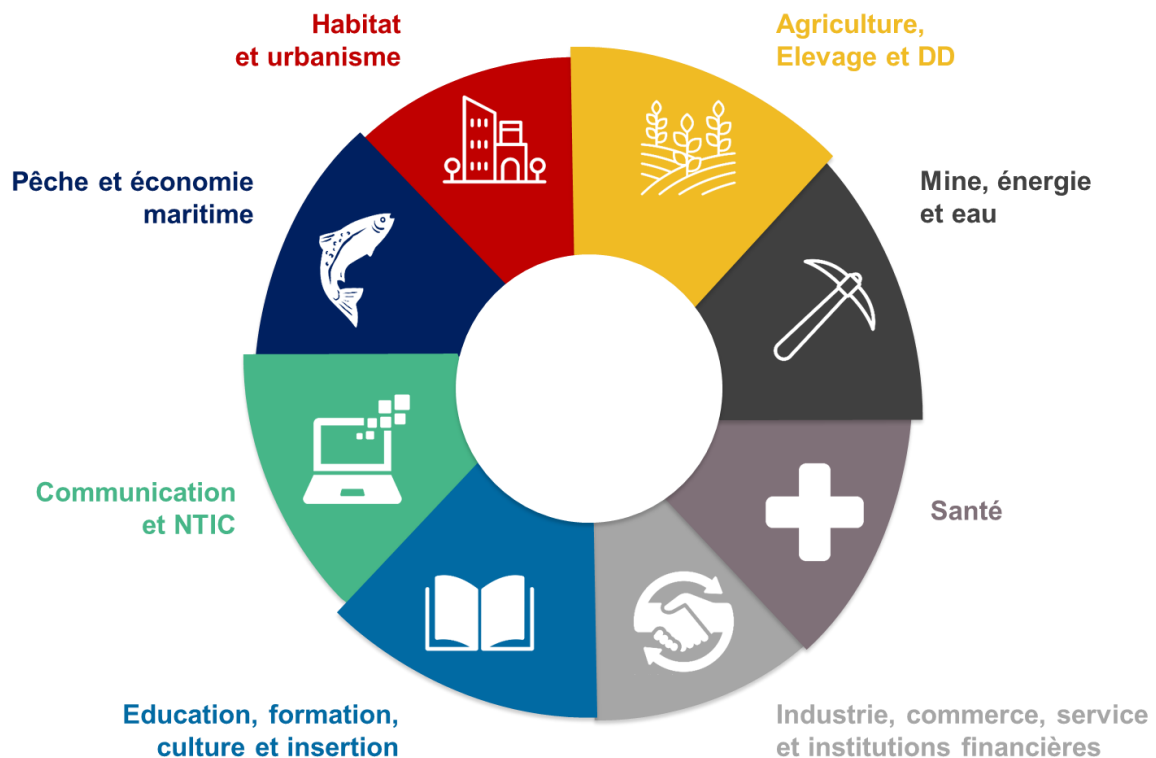 Habitat
et urbanisme
Agriculture,
Elevage et DD
Pêche et économie
maritime
Mine, énergie
et eau
Communication
et NTIC
Santé
Education, formation,
culture et insertion
Industrie, commerce, service
et institutions financières